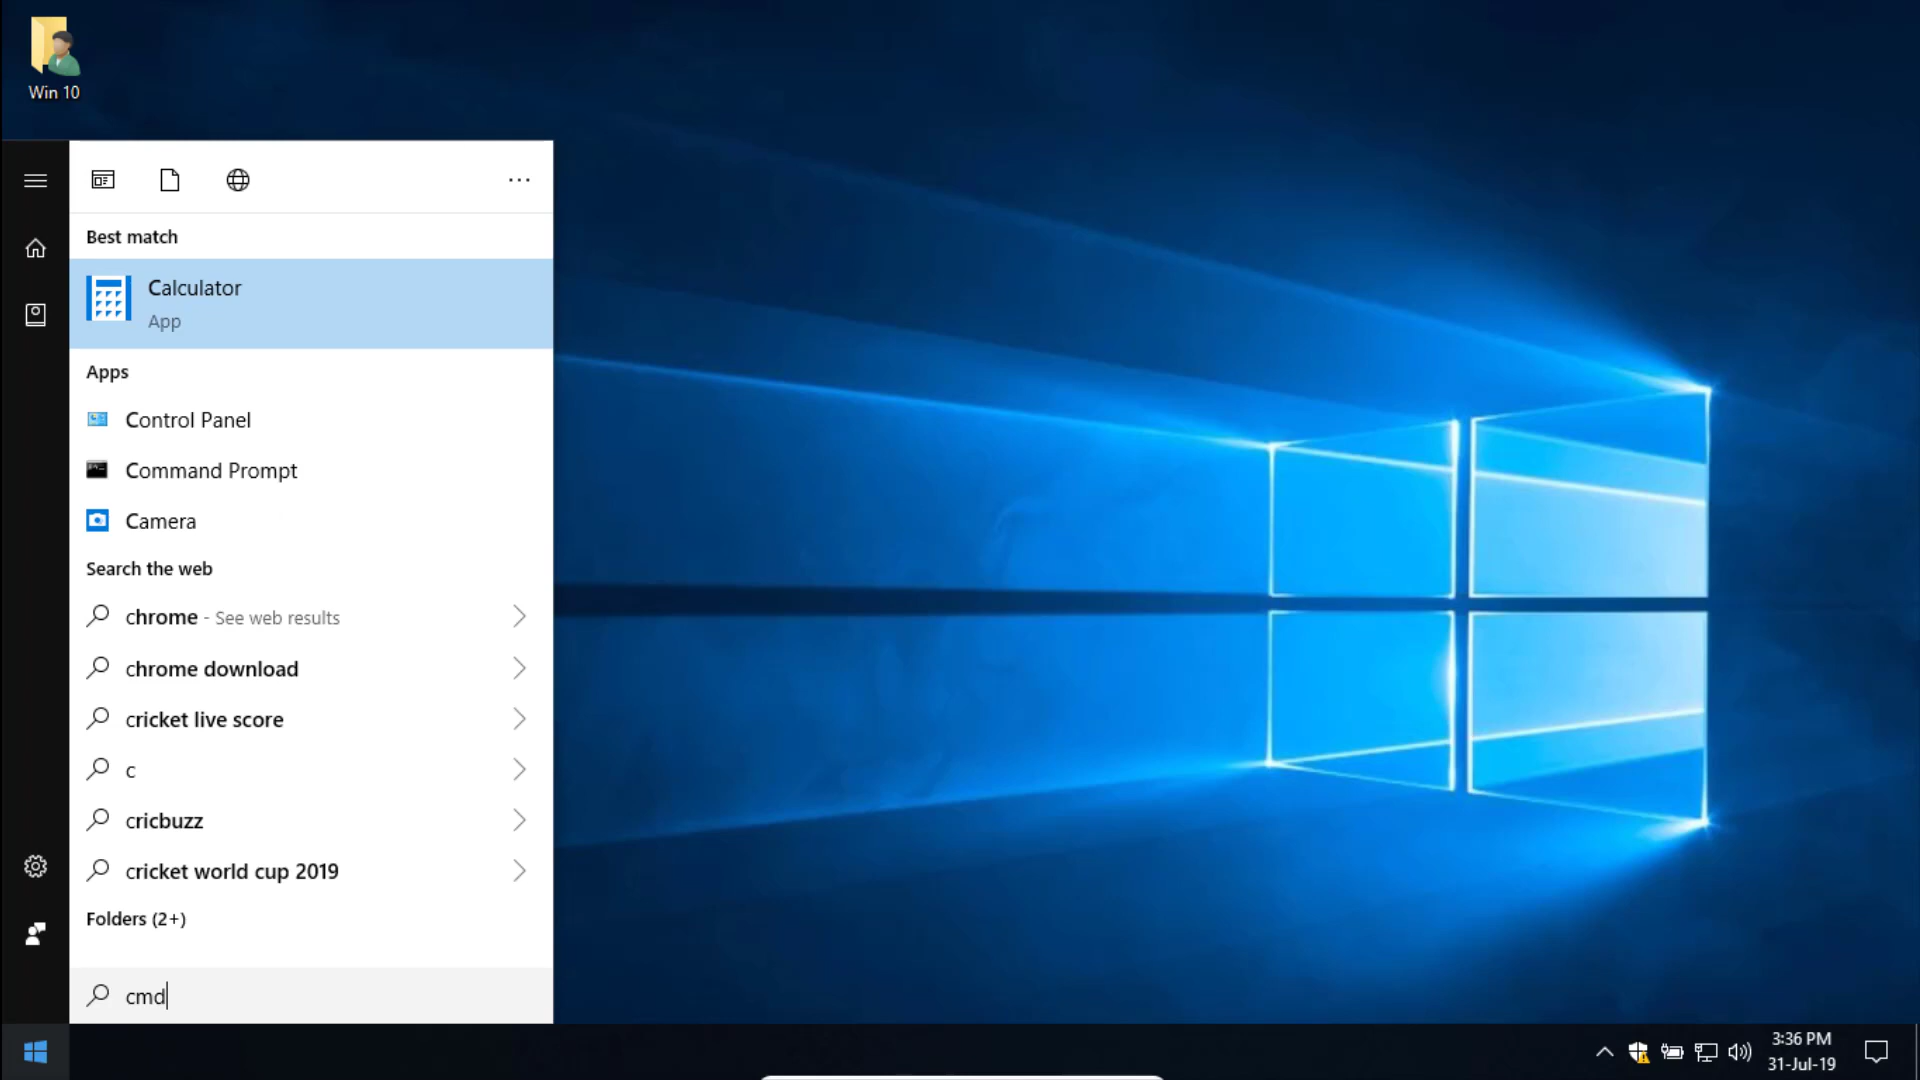 Win 10
Best match
Calculator
App
Apps
Control Panel
Command Prompt
Camera
Search the web
chrome - See web results
chrome download
cricket live score
c
cricbuzz
cricket world cup 2019
Folders (2+)
cmd
3:36 PM
31-Jul-19